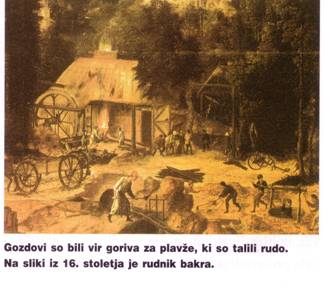 Gozdovi so bili vir goriva za plavže, ki so talili rudo.
Na sliki iz 16. stoletja je rudnik bakra.